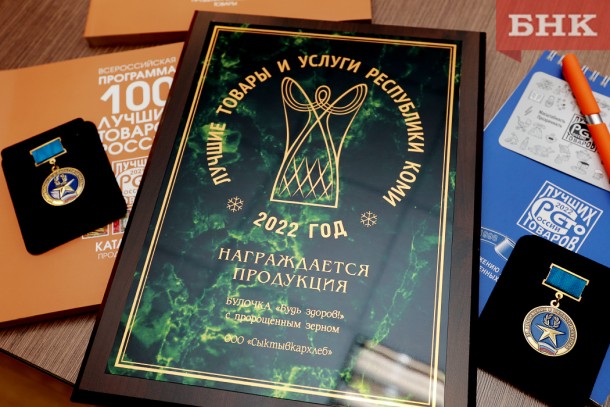 БНК
ВСЕРОССИЙСКАЯ
ПРОГРАММА
100
ЛУЧШИХ
ТОВАРОВ
РОССИИ
ЛУЧШИЕ ТОВАРЫ И УСЛУГИ РЕСПУБЛИКИ КОМИ
2022 ГОД
НАГРАЖДАЕТСЯ
ПРОДУКЦИЯ
БУЛОЧКА «Будь здоров!»
с пророщенным зерном
ООО «Сыктывкархлеб»
ЛУЧШИХ
2022
ТОВАРОВ